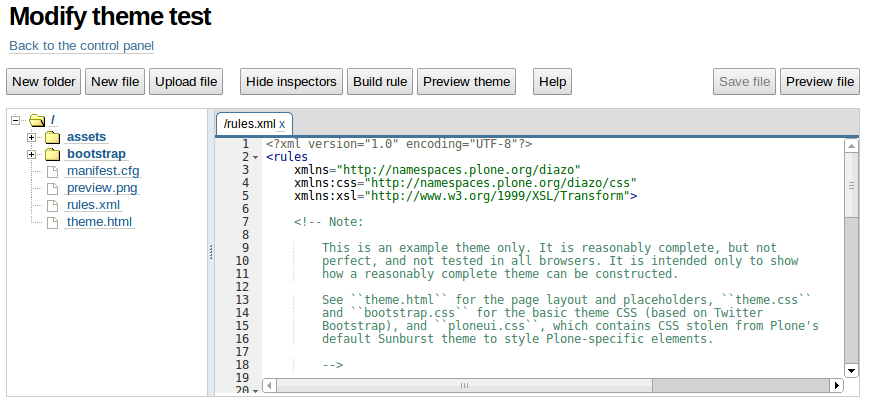 Modify theme test
Back to the control panel
New folder New file Upload file Hide inspectors Build rule Preview theme Help Save file Preview file
/
assets
bootstrap
manifest.cfg
preview.png
rules.xml
theme.html
/rules.xml x
1 <?xml version="1.0" encoding="UTF-8"?>
2 <rules
3 xmlns="http://namespaces.plone.org/diazo"
4 xmlns:css="http://namespaces.plone.org/diazo/css"
5 xmlns:xsl="http://www.w3.org/1999/XSL/Transform">
6
7 <!-- Note:
8
9 This is an example theme only. It is reasonably complete, but not
10 perfect, and not tested in all browsers. It is intended only to show
11 how a reasonably complete theme can be constructed.
12
13 See ``theme.html`` for the page layout and placeholders, ``theme.css``
14 and ``bootstrap.css`` for the basic theme CSS (based on Twitter
15 Bootstrap), and ``ploneui.css``, which contains CSS stolen from Plone's
16 default Sunburst theme to style Plone-specific elements.
17
18 -->
19
20